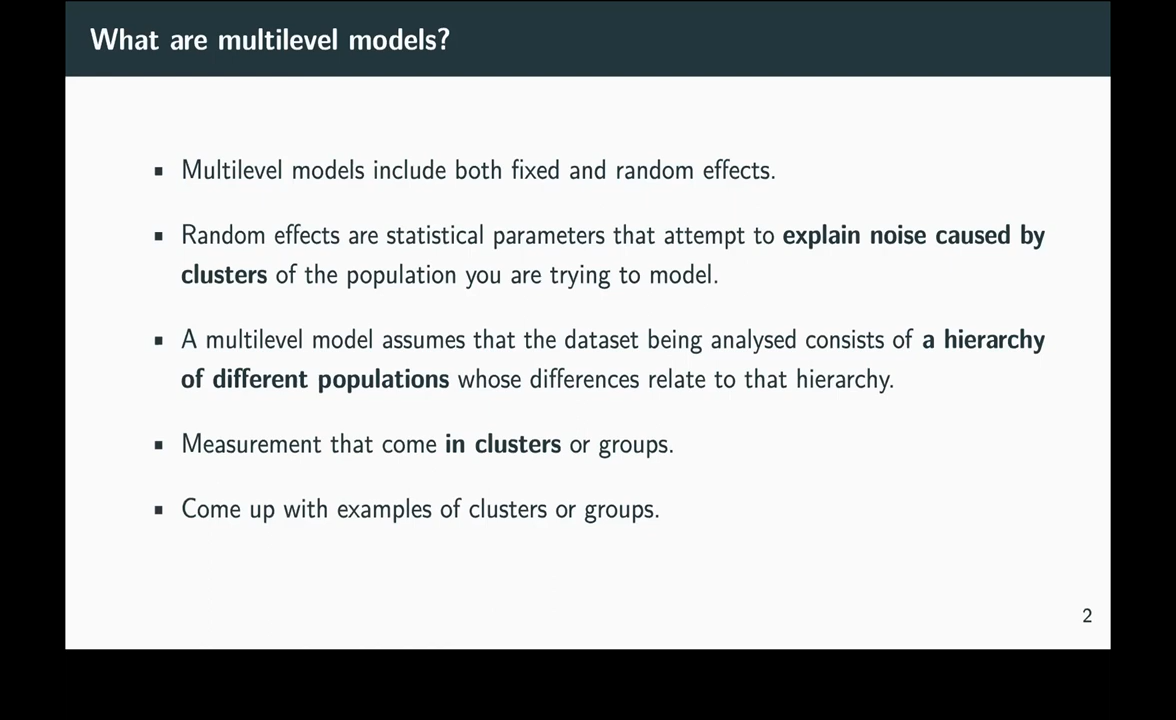 What are multilevel models?
▪ Multilevel models include both fixed and random effects.
▪ Random effects are statistical parameters that attempt to explain noise caused by
clusters of the population you are trying to model.
▪ A multilevel model assumes that the dataset being analysed consists of a hierarchy
of different populations whose differences relate to that hierarchy.
▪ Measurement that come in clusters or groups.
▪ Come up with examples of clusters or groups.
2